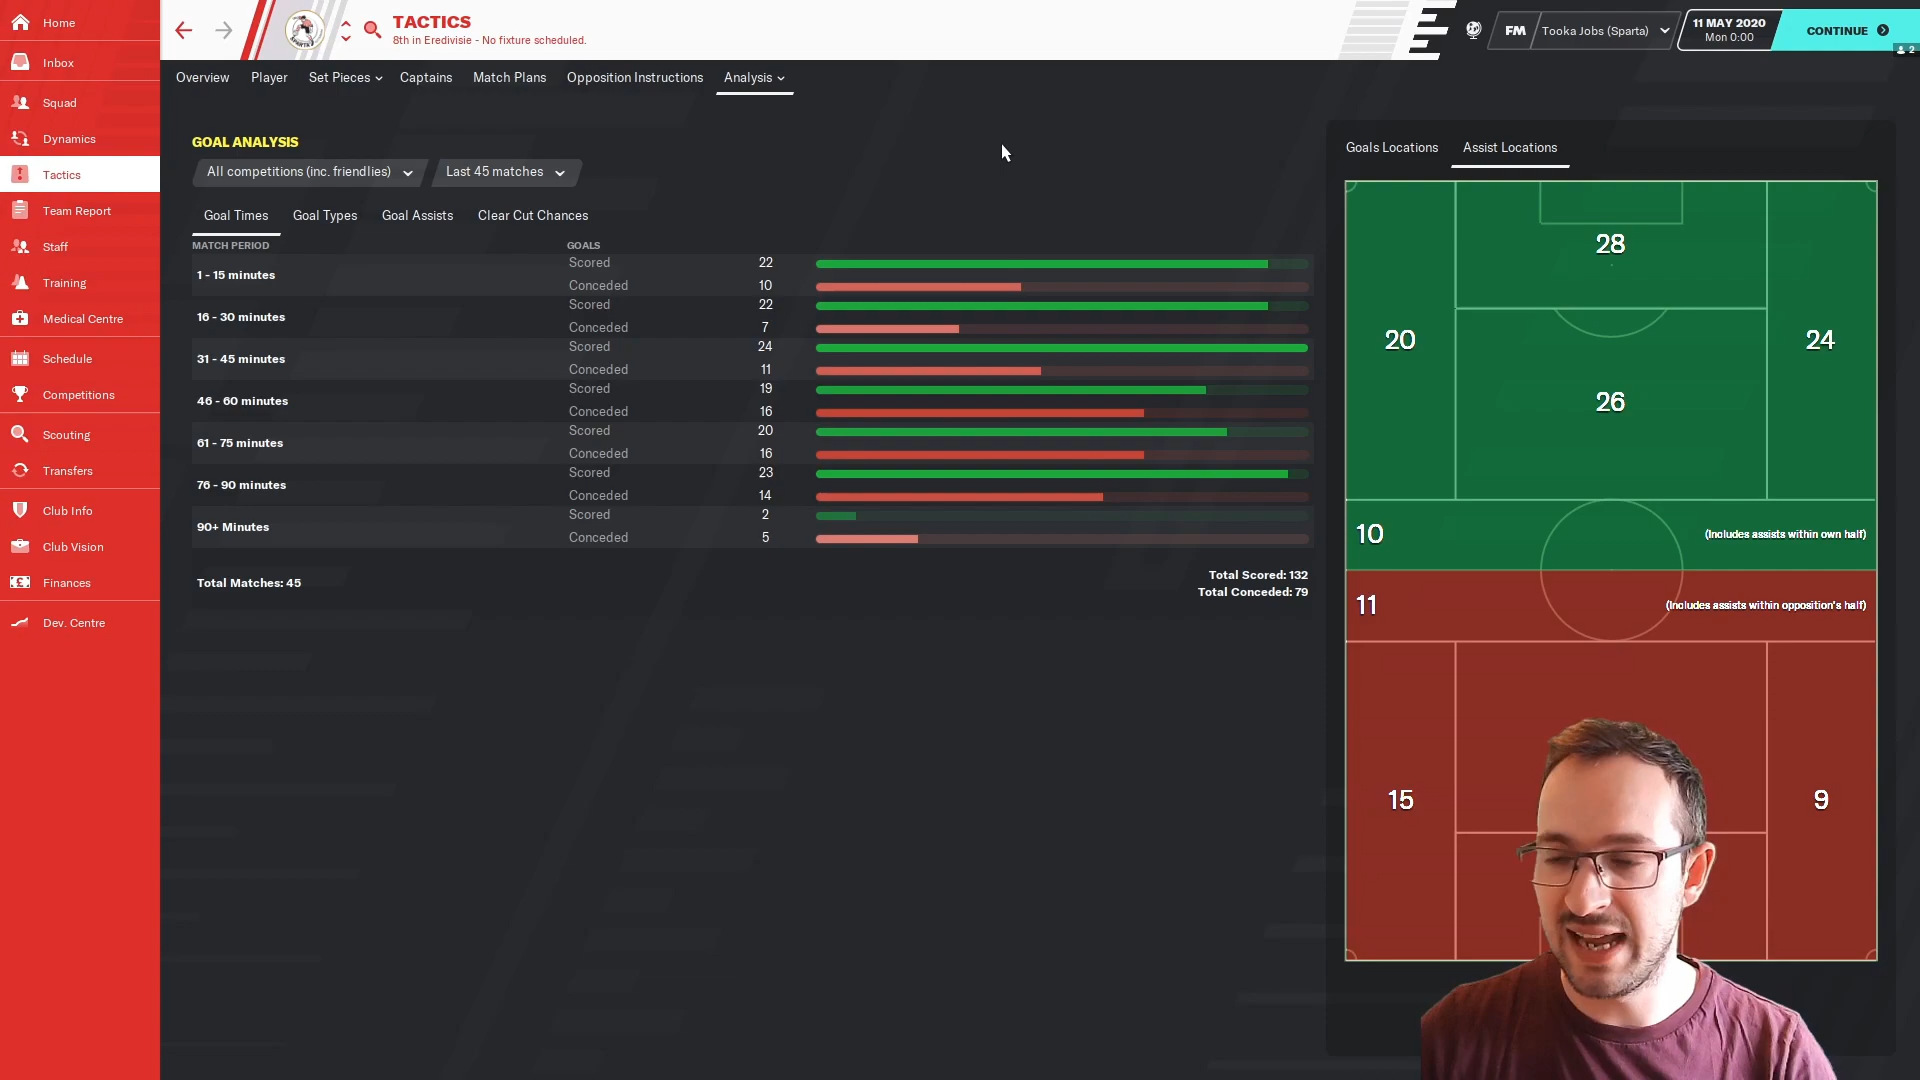 Home
Inbox
Squad
Dynamics
Tactics
Team Report
Staff
Training
Medical Centre
Schedule
Competitions
Scouting
Transfers
Club Info
Club Vision
Finances
Dev. Centre
TACTICS
8th in Eredivisie - No fixture scheduled.
FM
Tooka Jobs (Sparta)
11 MAY 2020
Mon 0:00
CONTINUE
2
Overview Player Set Pieces Captains Match Plans Opposition Instructions Analysis
GOAL ANALYSIS
All competitions (inc. friendlies) Last 45 matches
Goal Times Goal Types Goal Assists Clear Cut Chances
MATCH PERIOD GOALS
1 - 15 minutes
Scored 22
Conceded 10
16 - 30 minutes
Scored 22
Conceded 7
31 - 45 minutes
Scored 24
Conceded 11
46 - 60 minutes
Scored 19
Conceded 16
61 - 75 minutes
Scored 20
Conceded 16
76 - 90 minutes
Scored 23
Conceded 14
90+ Minutes
Scored 2
Conceded 5
Total Matches: 45
Total Scored: 132
Total Conceded: 79
Goals Locations Assist Locations
28
20 24
26
10 (Includes assists within own half)
11 (Includes assists within opposition's half)
15 9